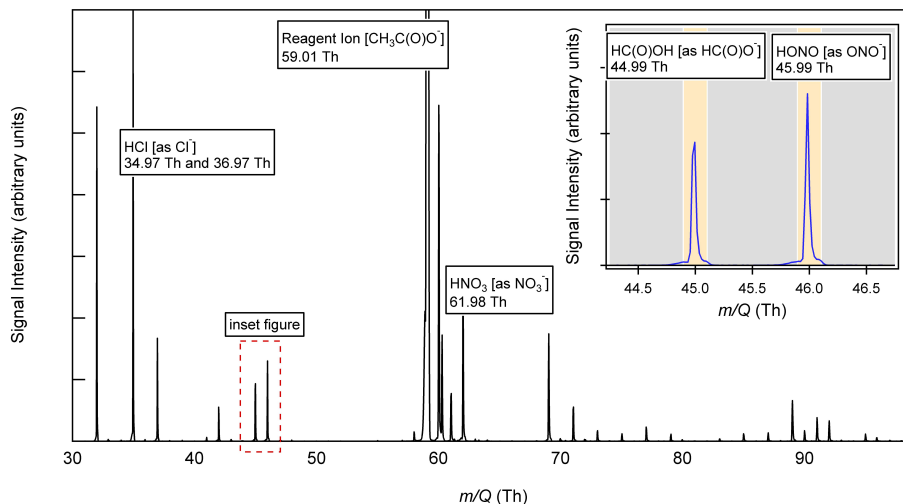 Reagent Ion [CH₃C(O)O⁻]
59.01 Th
HCl [as Cl⁻]
34.97 Th and 36.97 Th
inset figure
HNO₃ [as NO₃⁻]
61.98 Th
Signal Intensity (arbitrary units)
30 40 50 60 70 80 90
m/Q (Th)
HC(O)OH [as HC(O)O⁻]
44.99 Th
HONO [as ONO⁻]
45.99 Th
Signal Intensity (arbitrary units)
44.5 45.0 45.5 46.0 46.5
m/Q (Th)